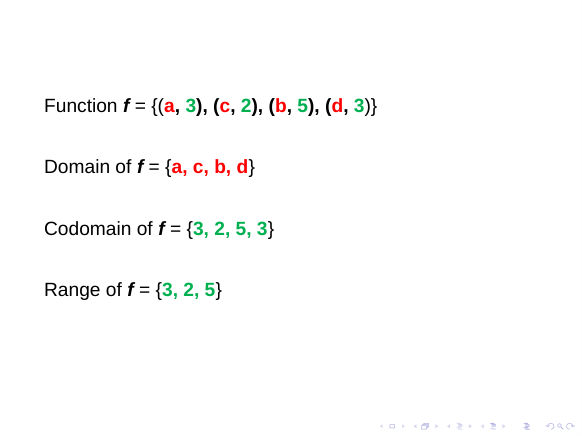 Function f = {(a, 3), (c, 2), (b, 5), (d, 3)}
Domain of f = {a, c, b, d}
Codomain of f = {3, 2, 5, 3}
Range of f = {3, 2, 5}